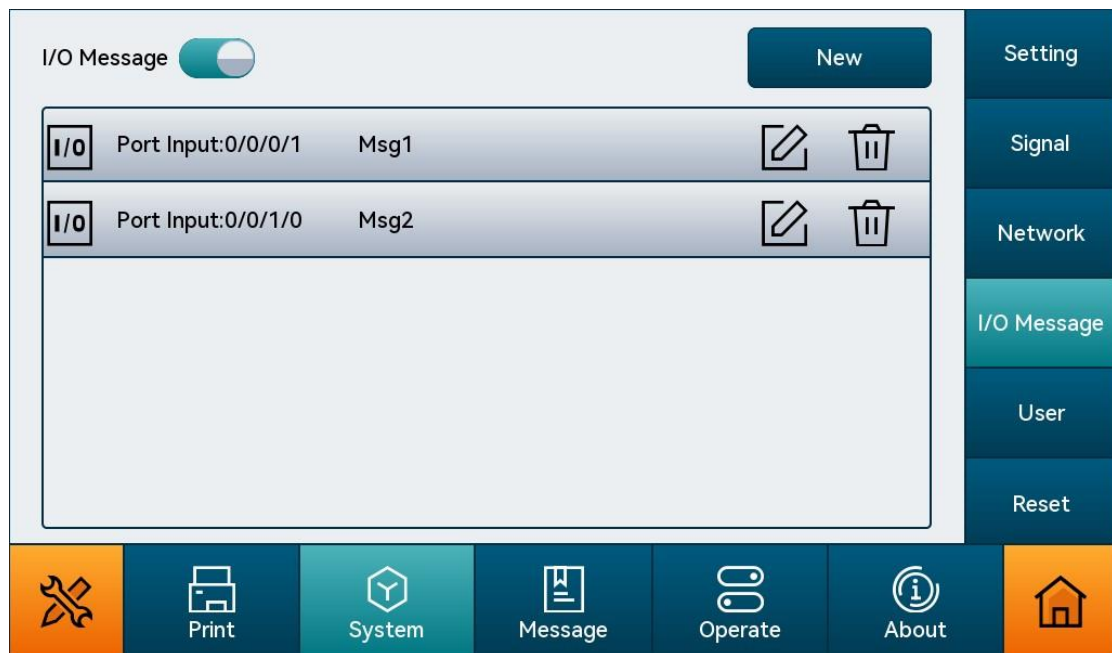 I/O Message
New
Setting
I/O Port Input:0/0/0/1 Msg1
Signal
I/O Port Input:0/0/1/0 Msg2
Network
I/O Message
User
Reset
Print
System
Message
Operate
About